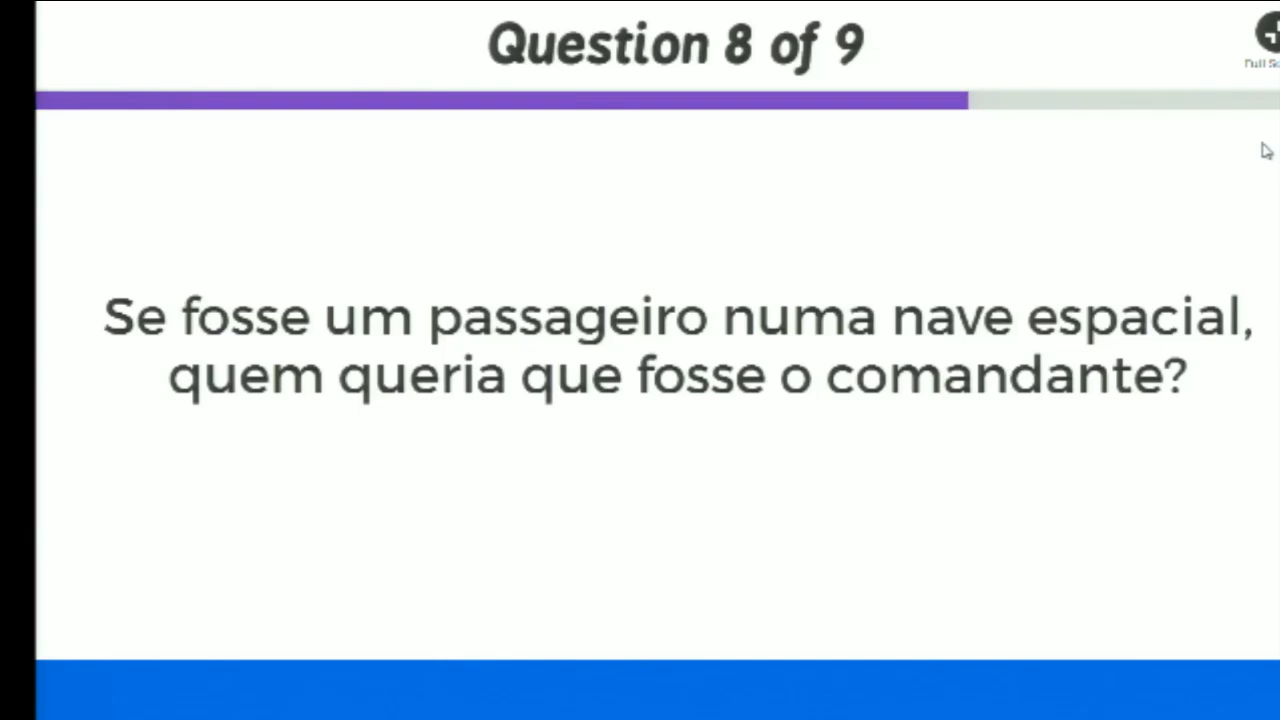 Question 8 of 9
Se fosse um passageiro numa nave espacial,
quem queria que fosse o comandante?